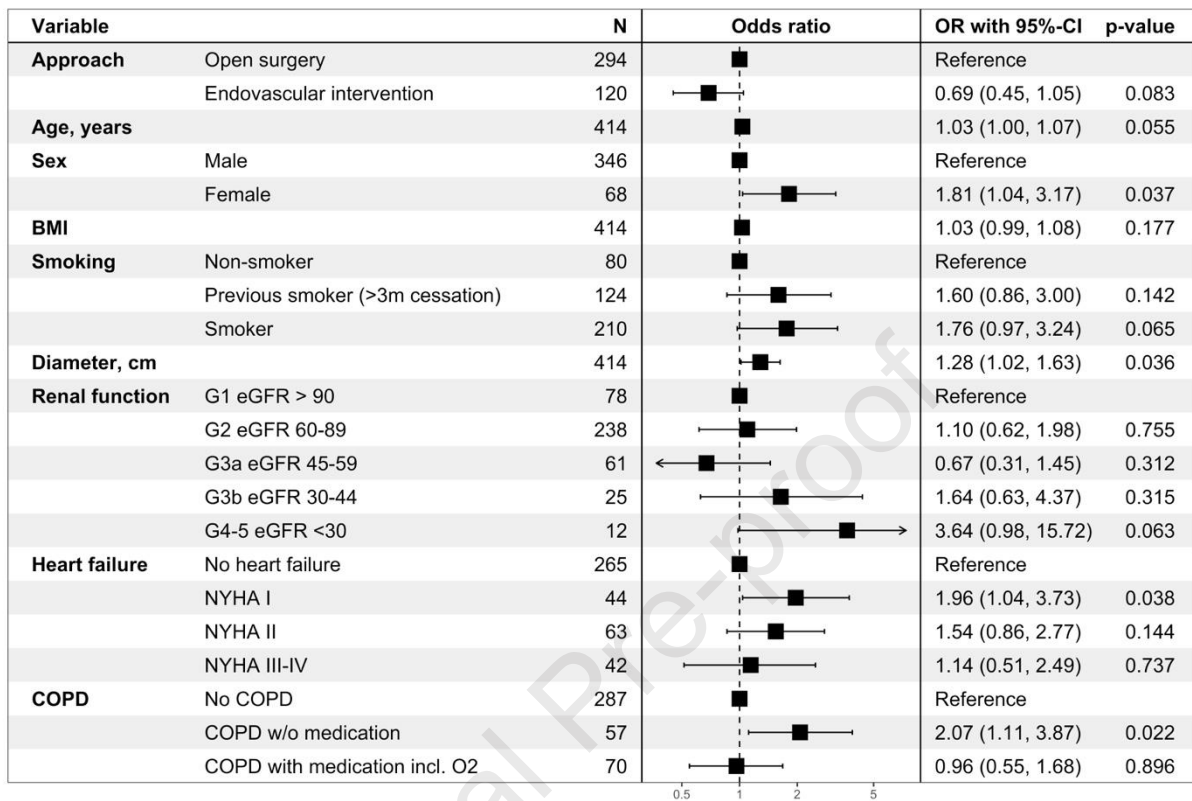 Variable N Odds ratio OR with 95%-CI p-value
Approach Open surgery 294 Reference
Endovascular intervention 120 0.69 (0.45, 1.05) 0.083
Age, years 414 1.03 (1.00, 1.07) 0.055
Sex Male 346 Reference
Female 68 1.81 (1.04, 3.17) 0.037
BMI 414 1.03 (0.99, 1.08) 0.177
Smoking Non-smoker 80 Reference
Previous smoker (>3m cessation) 124 1.60 (0.86, 3.00) 0.142
Smoker 210 1.76 (0.97, 3.24) 0.065
Diameter, cm 414 1.28 (1.02, 1.63) 0.036
Renal function G1 eGFR > 90 78 Reference
G2 eGFR 60-89 238 1.10 (0.62, 1.98) 0.755
G3a eGFR 45-59 61 0.67 (0.31, 1.45) 0.312
G3b eGFR 30-44 25 1.64 (0.63, 4.37) 0.315
G4-5 eGFR <30 12 3.64 (0.98, 15.72) 0.063
Heart failure No heart failure 265 Reference
NYHA I 44 1.96 (1.04, 3.73) 0.038
NYHA II 63 1.54 (0.86, 2.77) 0.144
NYHA III-IV 42 1.14 (0.51, 2.49) 0.737
COPD No COPD 287 Reference
COPD w/o medication 57 2.07 (1.11, 3.87) 0.022
COPD with medication incl. O2 70 0.96 (0.55, 1.68) 0.896
0.5 1 2 5
al Pre-proof